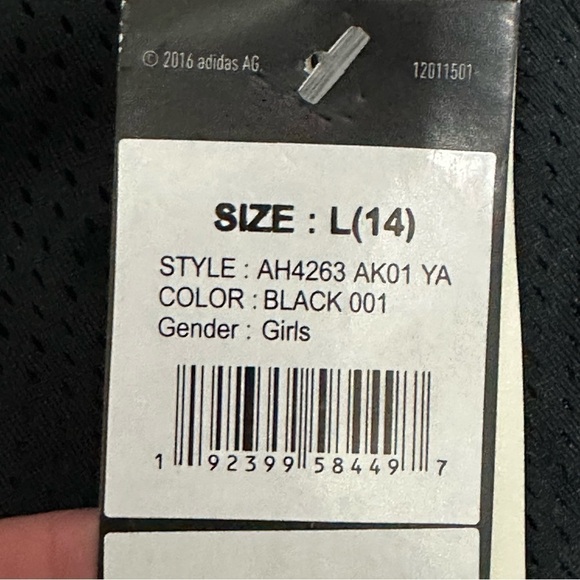 © 2016 adidas AG. 12011501
SIZE : L(14)
STYLE : AH4263 AK01 YA
COLOR : BLACK 001
Gender : Girls
1 92399 58449 7